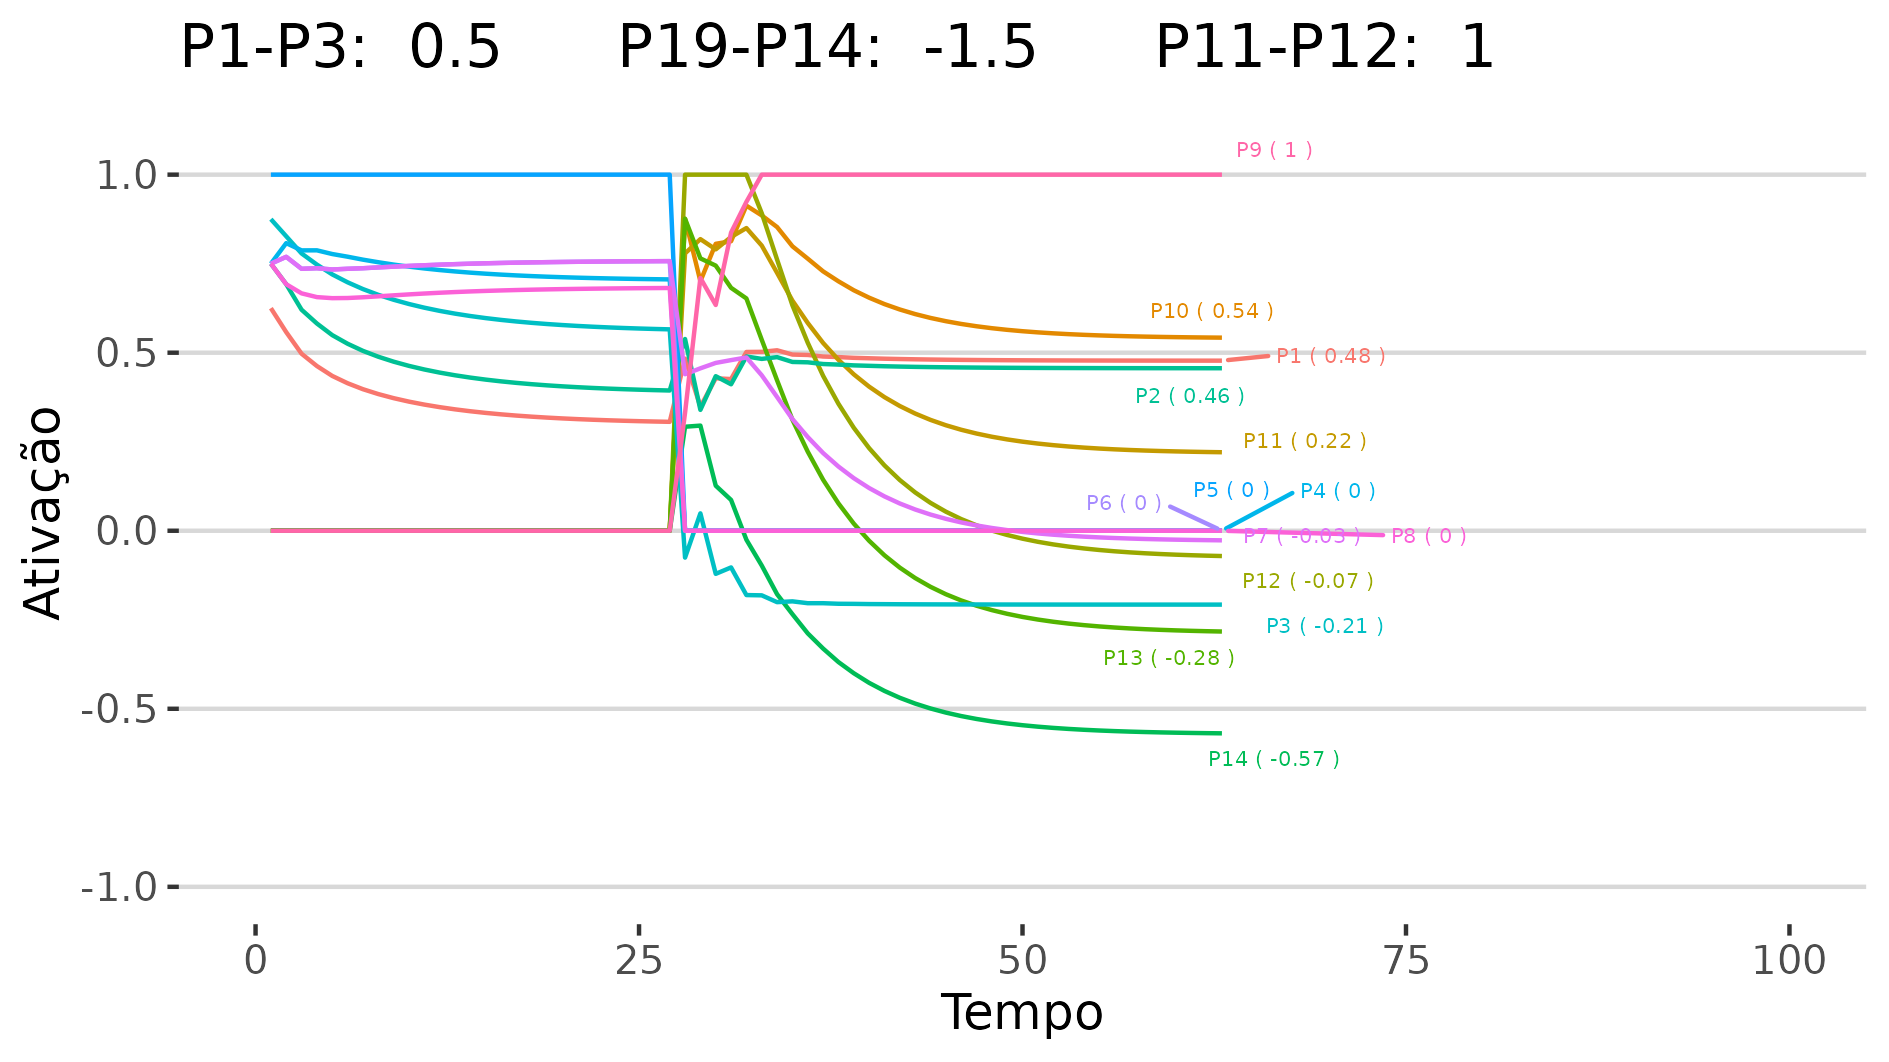 P1-P3: 0.5 P19-P14: -1.5 P11-P12: 1
P9 ( 1 )
1.0
P10 ( 0.54 )
0.5
P1 ( 0.48 )
P2 ( 0.46 )
P11 ( 0.22 )
P5 ( 0 )
P4 ( 0 )
P6 ( 0 )
0.0
P7 ( -0.03 )
P8 ( 0 )
P12 ( -0.07 )
P3 ( -0.21 )
P13 ( -0.28 )
-0.5
P14 ( -0.57 )
-1.0
Ativação
0 25 50 75 100
Tempo